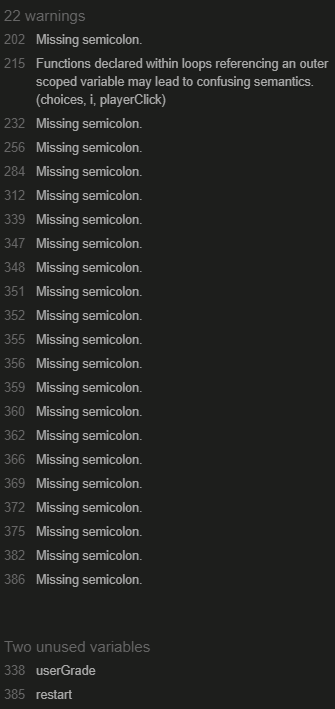 22 warnings
202 Missing semicolon.
215 Functions declared within loops referencing an outer
scoped variable may lead to confusing semantics.
(choices, i, playerClick)
232 Missing semicolon.
256 Missing semicolon.
284 Missing semicolon.
312 Missing semicolon.
339 Missing semicolon.
347 Missing semicolon.
348 Missing semicolon.
351 Missing semicolon.
352 Missing semicolon.
355 Missing semicolon.
356 Missing semicolon.
359 Missing semicolon.
360 Missing semicolon.
362 Missing semicolon.
366 Missing semicolon.
369 Missing semicolon.
372 Missing semicolon.
375 Missing semicolon.
382 Missing semicolon.
386 Missing semicolon.
Two unused variables
338 userGrade
385 restart